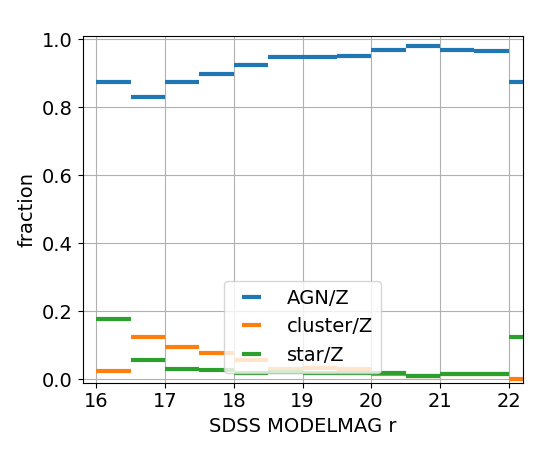 1.0
0.8
0.6
0.4
0.2
0.0
fraction
AGN/Z
cluster/Z
star/Z
16 17 18 19 20 21 22
SDSS MODELMAG r